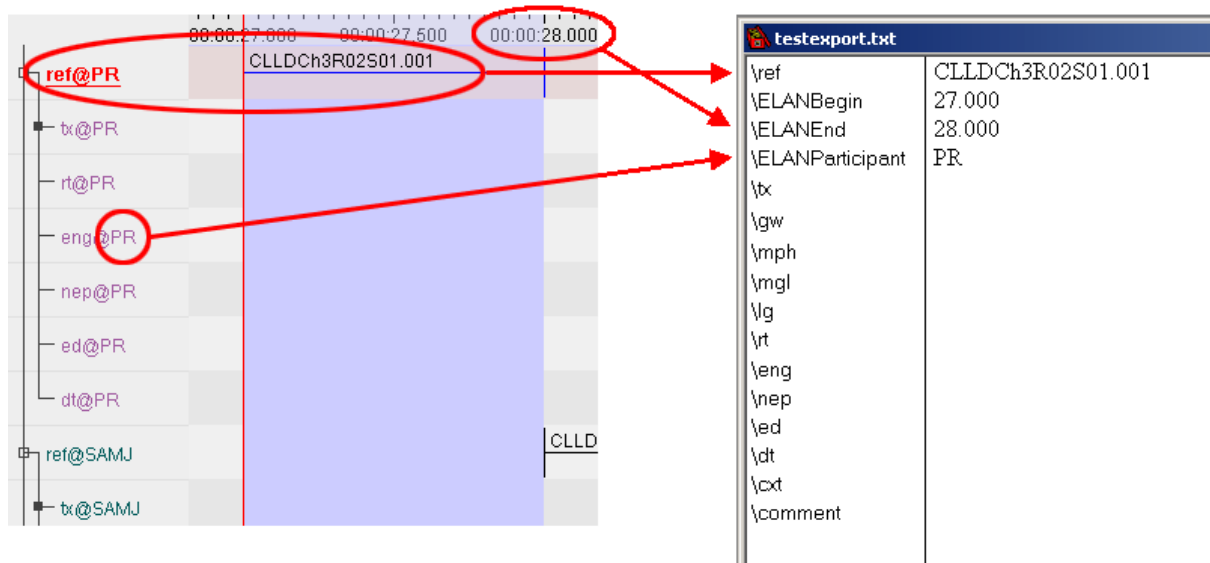 00:00:27.000 00:00:27.500 00:00:28.000
CLLDCh3R02S01.001
ref@PR
tx@PR
rt@PR
eng@PR
nep@PR
ed@PR
dt@PR
ref@SAMJ
CLLD
tx@SAMJ
testexport.txt
\ref CLLDCh3R02S01.001
\ELANBegin 27.000
\ELANEnd 28.000
\ELANParticipant PR
\tx
\gw
\mph
\mgl
\lg
\rt
\eng
\nep
\ed
\dt
\cxt
\comment